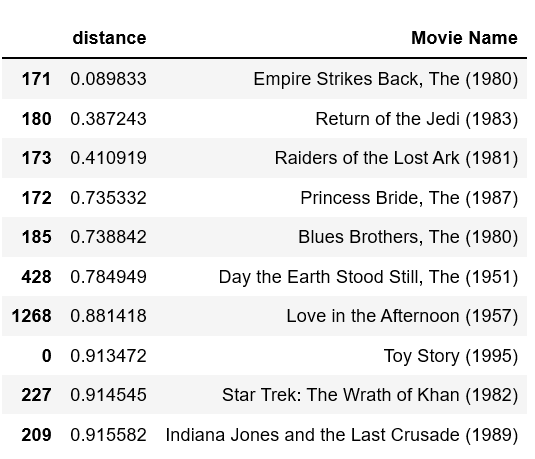 distance Movie Name
171 0.089833 Empire Strikes Back, The (1980)
180 0.387243 Return of the Jedi (1983)
173 0.410919 Raiders of the Lost Ark (1981)
172 0.735332 Princess Bride, The (1987)
185 0.738842 Blues Brothers, The (1980)
428 0.784949 Day the Earth Stood Still, The (1951)
1268 0.881418 Love in the Afternoon (1957)
0 0.913472 Toy Story (1995)
227 0.914545 Star Trek: The Wrath of Khan (1982)
209 0.915582 Indiana Jones and the Last Crusade (1989)